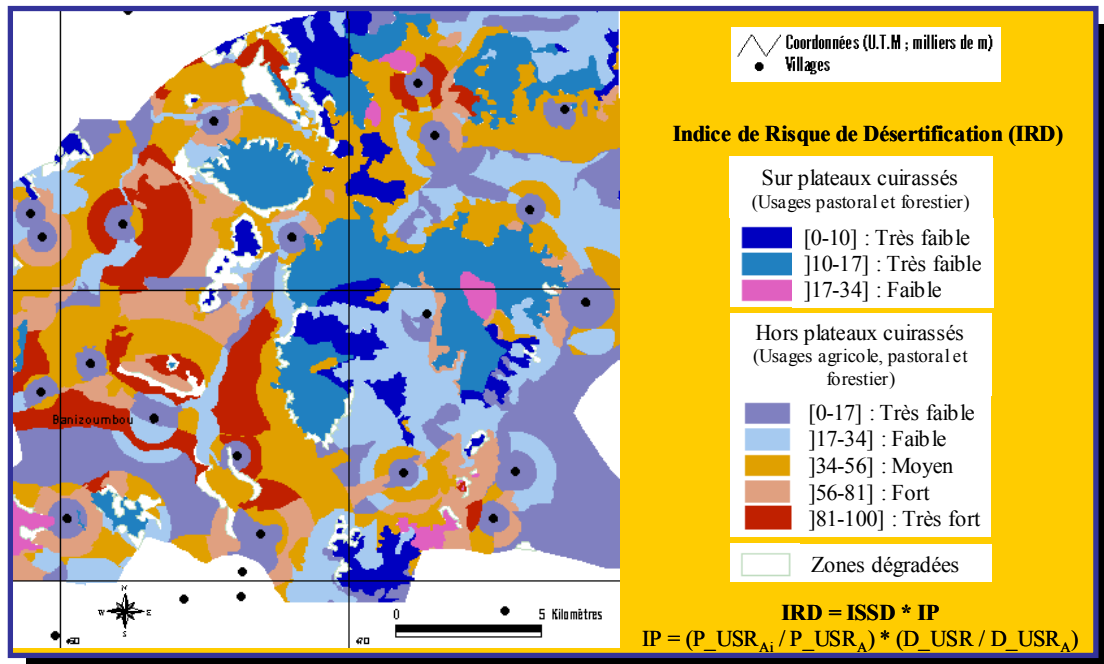 Coordonnées (U.T.M ; milliers de m)
Villages
Indice de Risque de Désertification (IRD)
Sur plateaux cuirassés
(Usages pastoral et forestier)
[0-10] : Très faible
]10-17] : Très faible
]17-34] : Faible
Hors plateaux cuirassés
(Usages agricole, pastoral et
forestier)
[0-17] : Très faible
]17-34] : Faible
]34-56] : Moyen
]56-81] : Fort
]81-100] : Très fort
Zones dégradées
IRD = ISSD * IP
IP = (P_USR_Ai / P_USR_A) * (D_USR / D_USR_A)
Banizoumbou
N
W E
S
0 5 Kilomètres